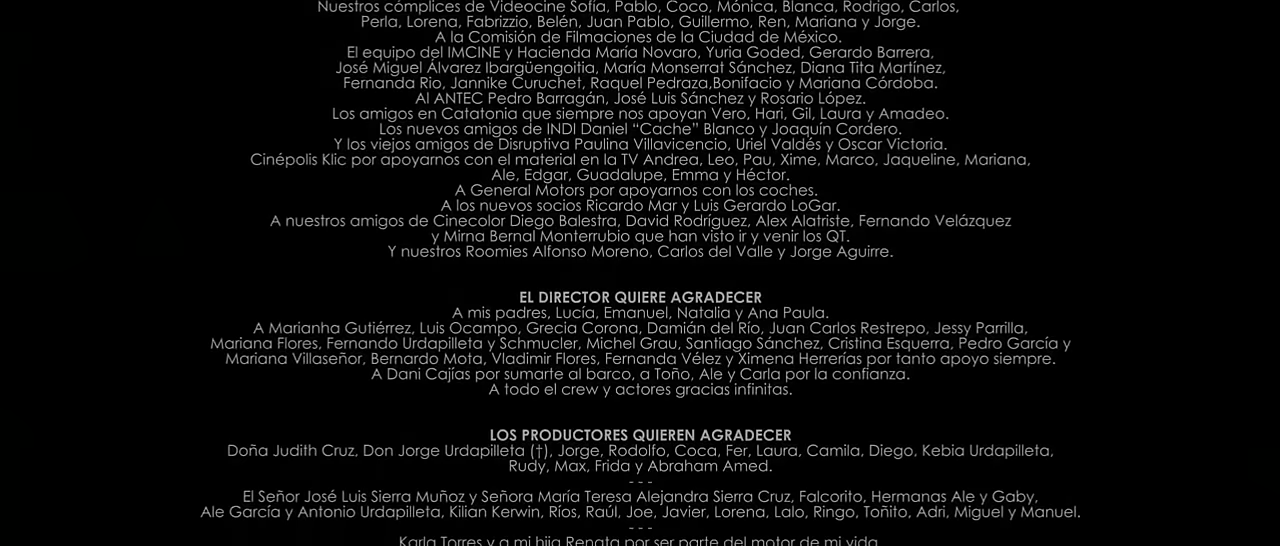 Nuestros cómplices de Videocine Sofía, Pablo, Coco, Mónica, Blanca, Rodrigo, Carlos,
Perla, Lorena, Fabrizzio, Belén, Juan Pablo, Guillermo, Ren, Mariana y Jorge.
A la Comisión de Filmaciones de la Ciudad de México.
El equipo del IMCINE y Hacienda María Novaro, Yuria Goded, Gerardo Barrera,
José Miguel Álvarez Ibargüengoitia, María Monserrat Sánchez, Diana Tita Martínez,
Fernanda Rio, Jannike Curuchet, Raquel Pedraza,Bonifacio y Mariana Córdoba.
Al ANTEC Pedro Barragán, José Luis Sánchez y Rosario López.
Los amigos en Catatonia que siempre nos apoyan Vero, Hari, Gil, Laura y Amadeo.
Los nuevos amigos de INDI Daniel “Cache” Blanco y Joaquín Cordero.
Y los viejos amigos de Disruptiva Paulina Villavicencio, Uriel Valdés y Oscar Victoria.
Cinépolis Klic por apoyarnos con el material en la TV Andrea, Leo, Pau, Xime, Marco, Jaqueline, Mariana,
Ale, Edgar, Guadalupe, Emma y Héctor.
A General Motors por apoyarnos con los coches.
A los nuevos socios Ricardo Mar y Luis Gerardo LoGar.
A nuestros amigos de Cinecolor Diego Balestra, David Rodríguez, Alex Alatriste, Fernando Velázquez
y Mirna Bernal Monterrubio que han visto ir y venir los QT.
Y nuestros Roomies Alfonso Moreno, Carlos del Valle y Jorge Aguirre.
EL DIRECTOR QUIERE AGRADECER
A mis padres, Lucía, Emanuel, Natalia y Ana Paula.
A Marianha Gutiérrez, Luis Ocampo, Grecia Corona, Damián del Río, Juan Carlos Restrepo, Jessy Parrilla,
Mariana Flores, Fernando Urdapilleta y Schmucler, Michel Grau, Santiago Sánchez, Cristina Esquerra, Pedro García y
Mariana Villaseñor, Bernardo Mota, Vladimir Flores, Fernanda Vélez y Ximena Herrerías por tanto apoyo siempre.
A Dani Cajías por sumarte al barco, a Toño, Ale y Carla por la confianza.
A todo el crew y actores gracias infinitas.
LOS PRODUCTORES QUIEREN AGRADECER
Doña Judith Cruz, Don Jorge Urdapilleta (†), Jorge, Rodolfo, Coca, Fer, Laura, Camila, Diego, Kebia Urdapilleta,
Rudy, Max, Frida y Abraham Amed.
- - -
El Señor José Luis Sierra Muñoz y Señora María Teresa Alejandra Sierra Cruz, Falcorito, Hermanas Ale y Gaby,
Ale García y Antonio Urdapilleta, Kilian Kerwin, Ríos, Raúl, Joe, Javier, Lorena, Lalo, Ringo, Toñito, Adri, Miguel y Manuel.
- - -
Karla Torres y a mi hija Renata por ser parte del motor de mi vida